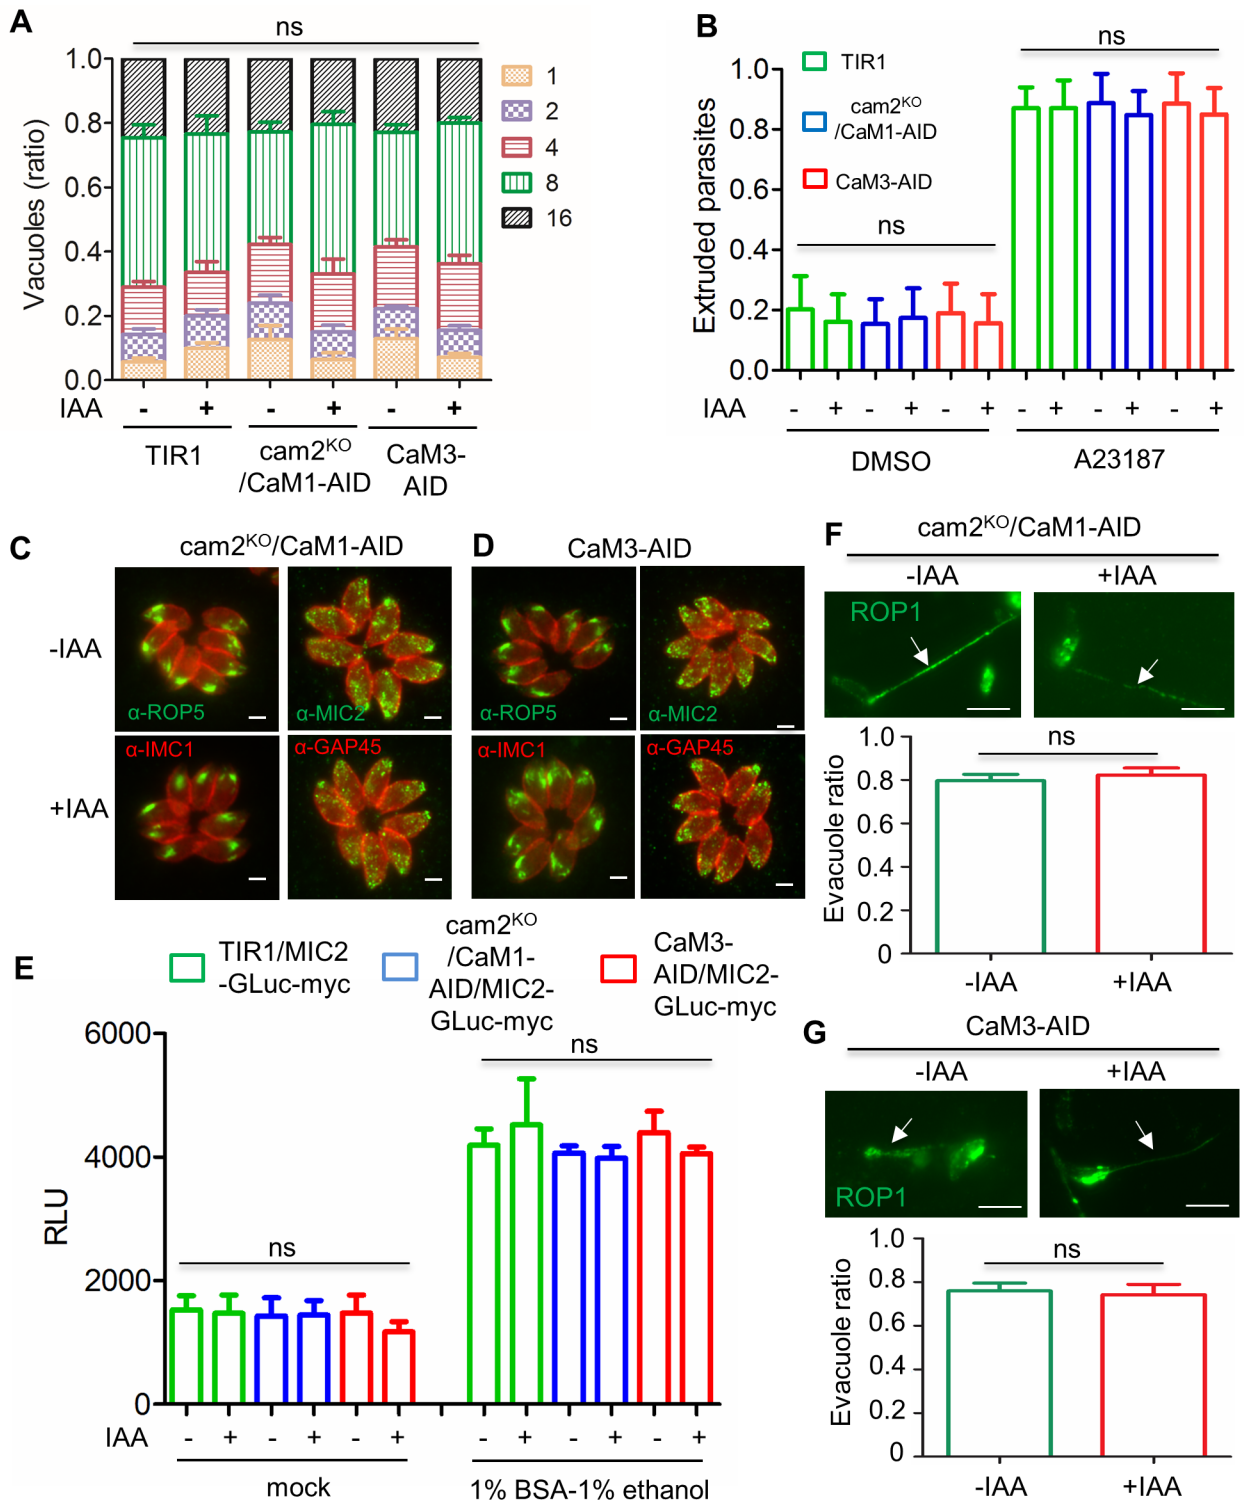 A
ns
Vacuoles (ratio)
1.0
0.8
0.6
0.4
0.2
0.0
1
2
4
8
16
IAA - + - + - +
TIR1
cam2KO
/CaM1-AID
CaM3-
AID
B
ns
TIR1
cam2KO
/CaM1-AID
CaM3-AID
ns
Extruded parasites
1.0
0.8
0.6
0.4
0.2
0.0
IAA - + - + - + - + - + - +
DMSO
A23187
C
cam2KO/CaM1-AID
D
CaM3-AID
-IAA
α-ROP5
α-MIC2
α-ROP5
α-MIC2
+IAA
α-IMC1
α-GAP45
α-IMC1
α-GAP45
F
cam2KO/CaM1-AID
-IAA
+IAA
ROP1
ns
Evacuole ratio
1.0
0.8
0.6
0.4
0.2
0
-IAA
+IAA
E
TIR1/MIC2
-GLuc-myc
cam2KO
/CaM1-
AID/MIC2-
GLuc-myc
CaM3-
AID/MIC2-
GLuc-myc
RLU
6000
4000
2000
0
ns
ns
IAA - + - + - + - + - + - +
mock
1% BSA-1% ethanol
G
CaM3-AID
-IAA
+IAA
ROP1
ns
Evacuole ratio
1.0
0.8
0.6
0.4
0.2
0
-IAA
+IAA